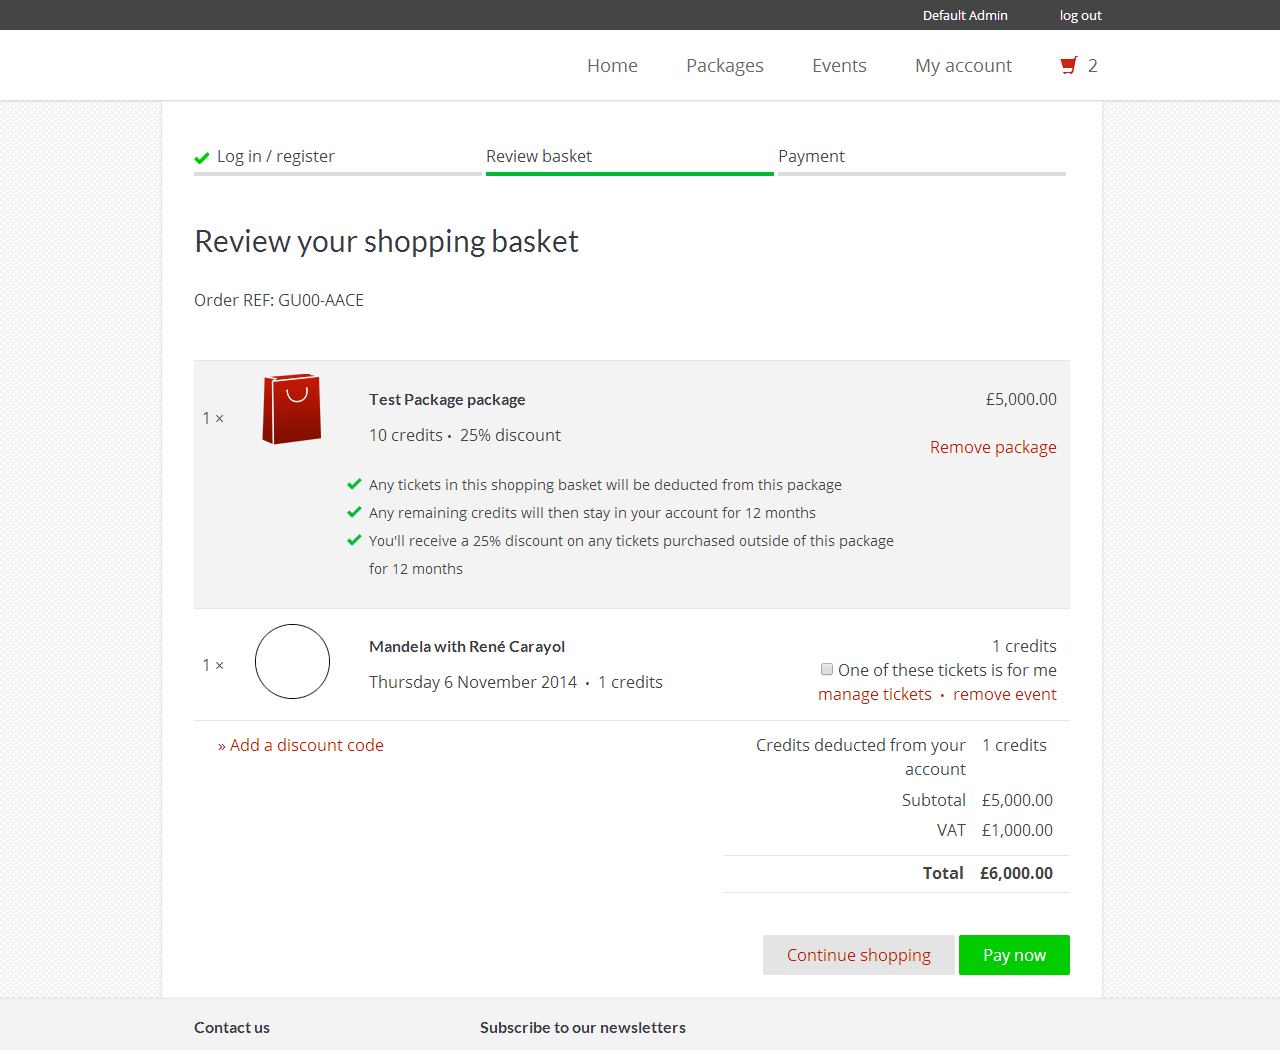 Default Admin log out
Home Packages Events My account 2
Log in / register Review basket Payment
Review your shopping basket
Order REF: GU00-AACE
1 × Test Package package £5,000.00
10 credits • 25% discount
Remove package
Any tickets in this shopping basket will be deducted from this package
Any remaining credits will then stay in your account for 12 months
You'll receive a 25% discount on any tickets purchased outside of this package
for 12 months
1 × Mandela with René Carayol 1 credits
Thursday 6 November 2014 • 1 credits
One of these tickets is for me
manage tickets • remove event
» Add a discount code
Credits deducted from your 1 credits
account
Subtotal £5,000.00
VAT £1,000.00
Total £6,000.00
Continue shopping Pay now
Contact us Subscribe to our newsletters